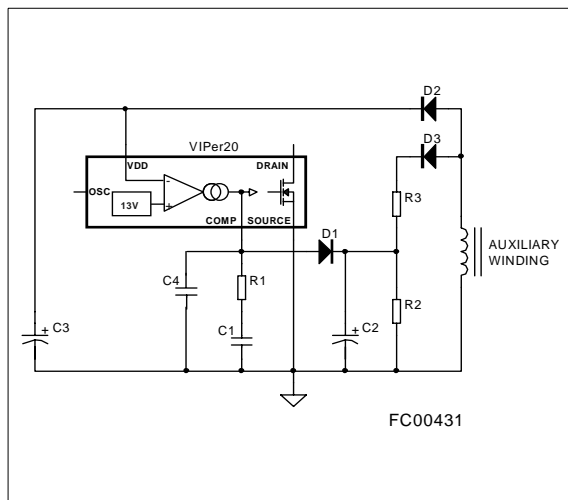 D2
VIPer20
D3
VDD
DRAIN
-
OSC
13V
+
COMP
SOURCE
R3
D1
AUXILIARY
WINDING
C4
R1
R2
+
C3
C1
+
C2
FC00431